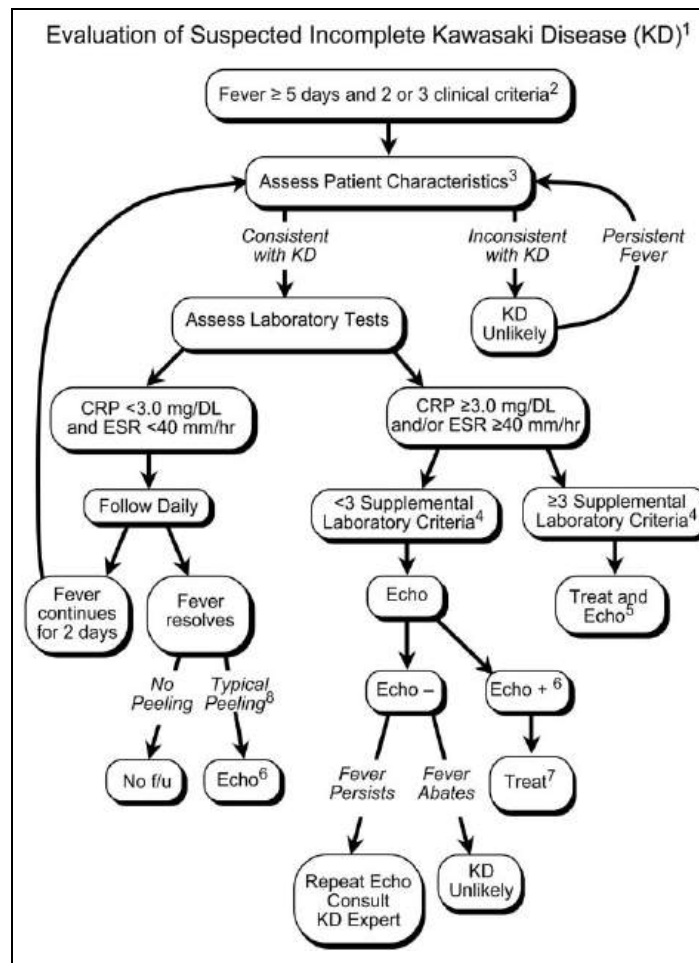 Evaluation of Suspected Incomplete Kawasaki Disease (KD)1
Fever ≥ 5 days and 2 or 3 clinical criteria2
Assess Patient Characteristics3
Consistent
with KD
Inconsistent
with KD
Persistent
Fever
Assess Laboratory Tests
KD
Unlikely
CRP <3.0 mg/DL
and ESR <40 mm/hr
CRP ≥3.0 mg/DL
and/or ESR ≥40 mm/hr
Follow Daily
<3 Supplemental
Laboratory Criteria4
≥3 Supplemental
Laboratory Criteria4
Fever
continues
for 2 days
Fever
resolves
Echo
Treat and
Echo5
No
Peeling
Typical
Peeling8
Echo –
Echo + 6
No f/u
Echo6
Fever
Persists
Fever
Abates
Treat7
Repeat Echo
Consult
KD Expert
KD
Unlikely